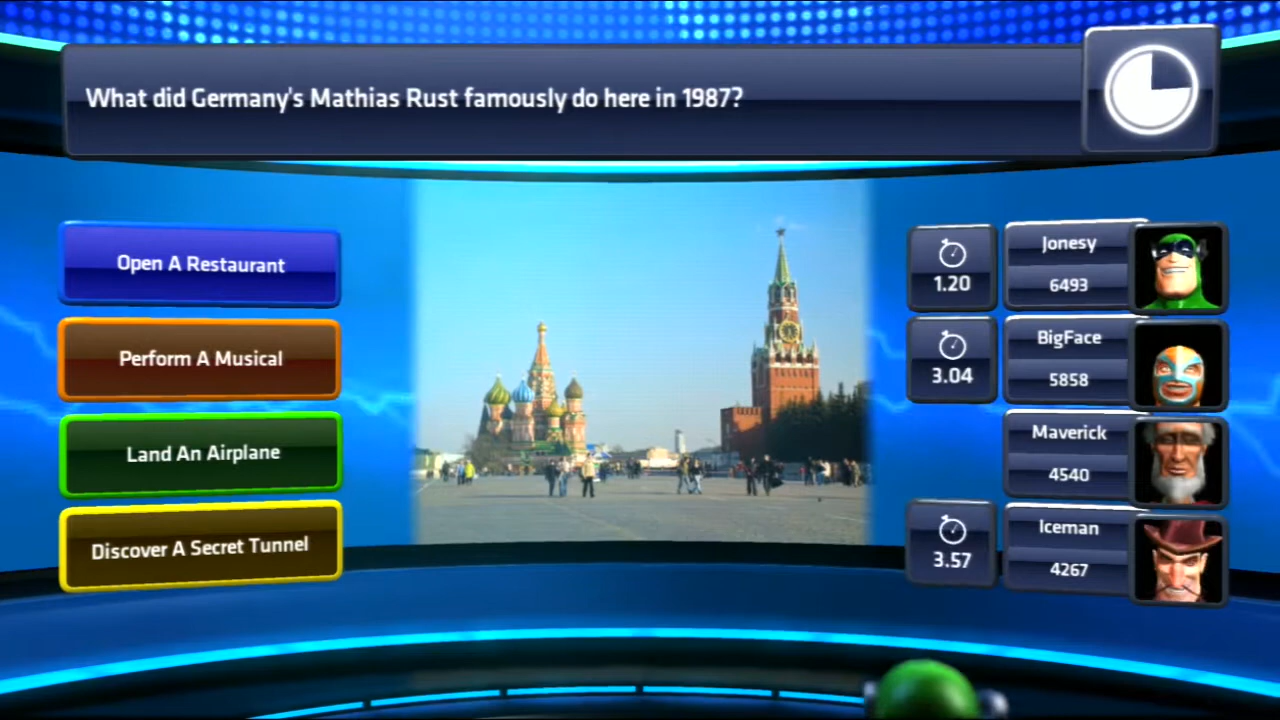 What did Germany's Mathias Rust famously do here in 1987?
Open A Restaurant
Perform A Musical
Land An Airplane
Discover A Secret Tunnel
1.20
Jonesy
6493
3.04
BigFace
5858
Maverick
4540
3.57
Iceman
4267